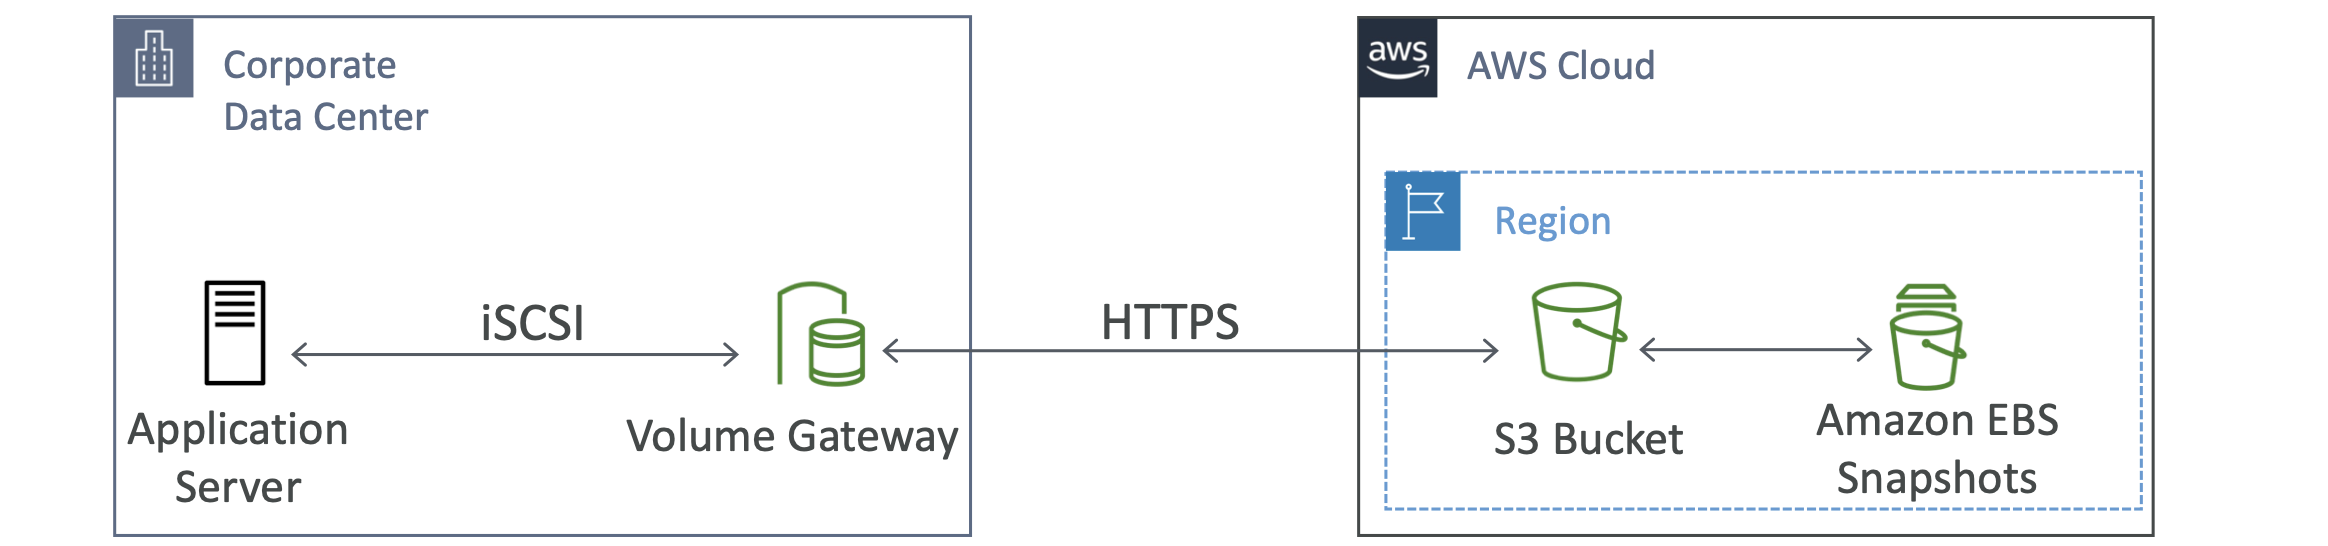 Corporate
Data Center
aws
AWS Cloud
Region
iSCSI
HTTPS
Application
Server
Volume Gateway
S3 Bucket
Amazon EBS
Snapshots